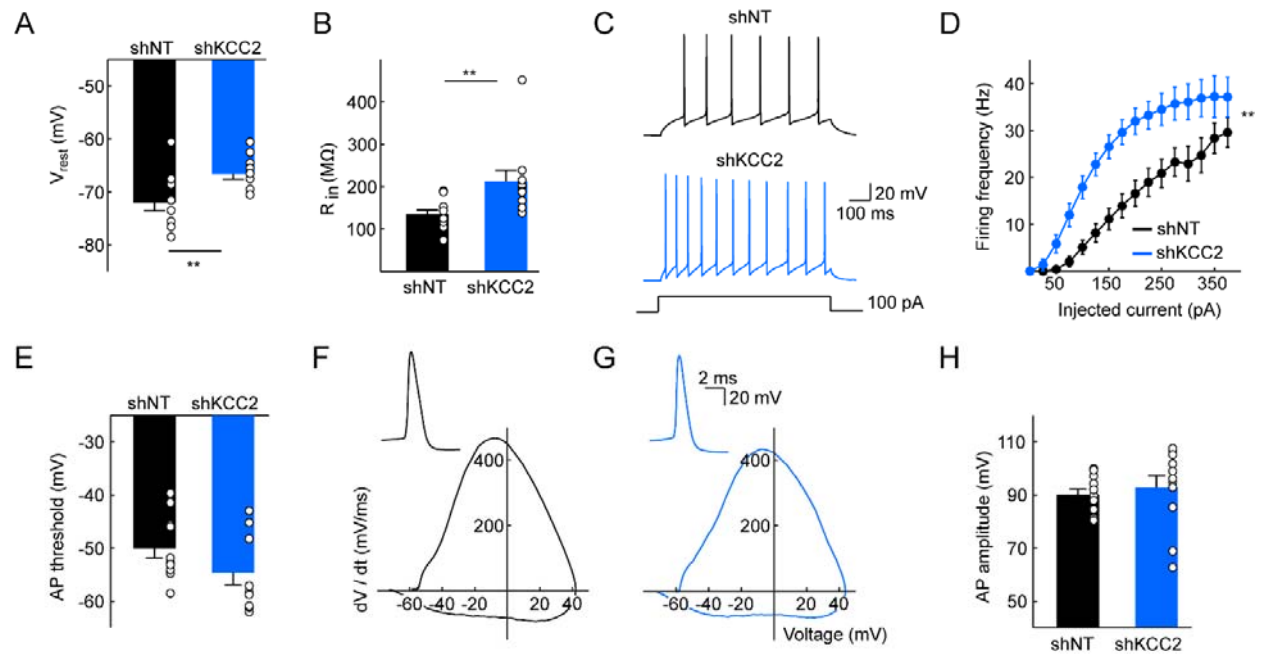 A
shNT shKCC2
-50
-60
-70
-80
Vrest (mV)
**
B
**
400
300
200
100
R in (MΩ)
shNT shKCC2
C
shNT
shKCC2
20 mV
100 ms
100 pA
D
40
30
20
10
Firing frequency (Hz)
**
shNT
shKCC2
50 150 250 350
Injected current (pA)
E
shNT shKCC2
-30
-40
-50
-60
AP threshold (mV)
F
400
200
dV / dt (mV/ms)
-60 -40 -20 20 40
G
2 ms
20 mV
400
200
-60 -40 -20 20 40
Voltage (mV)
H
110
90
70
50
AP amplitude (mV)
shNT shKCC2